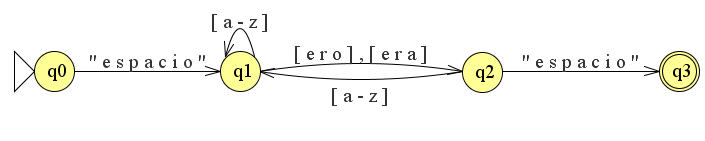 [a-z]
"espacio"
[ero],[era]
"espacio"
q0
q1
q2
q3
[a-z]